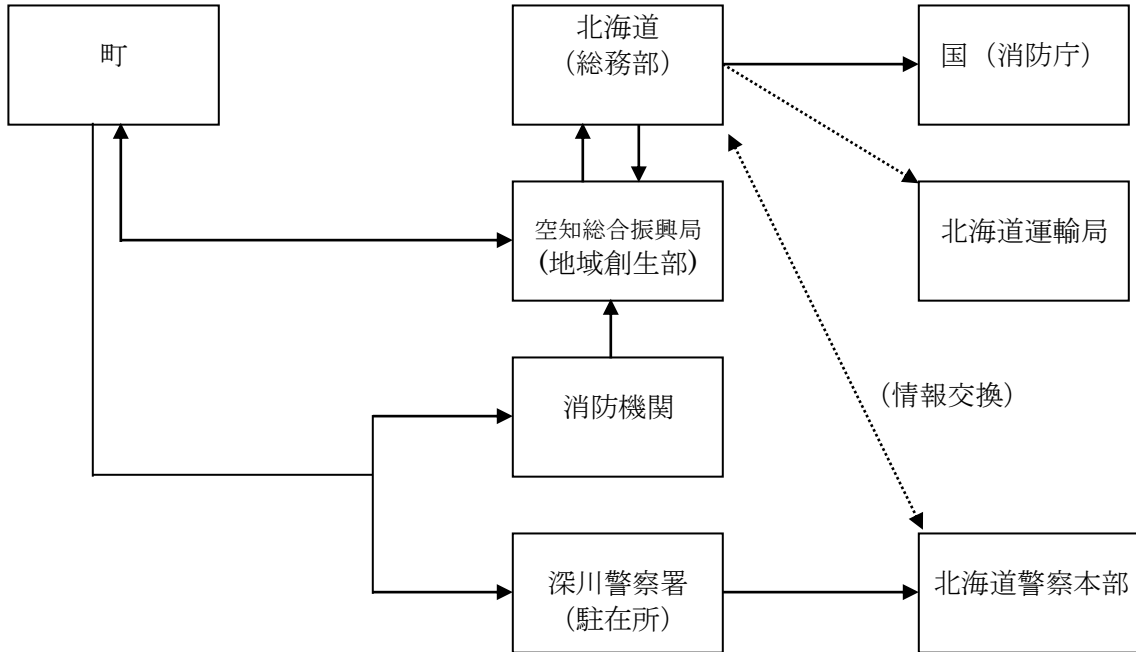 町
北海道
（総務部）
国（消防庁）
空知総合振興局
(地域創生部)
北海道運輸局
消防機関
（情報交換）
深川警察署
（駐在所）
北海道警察本部